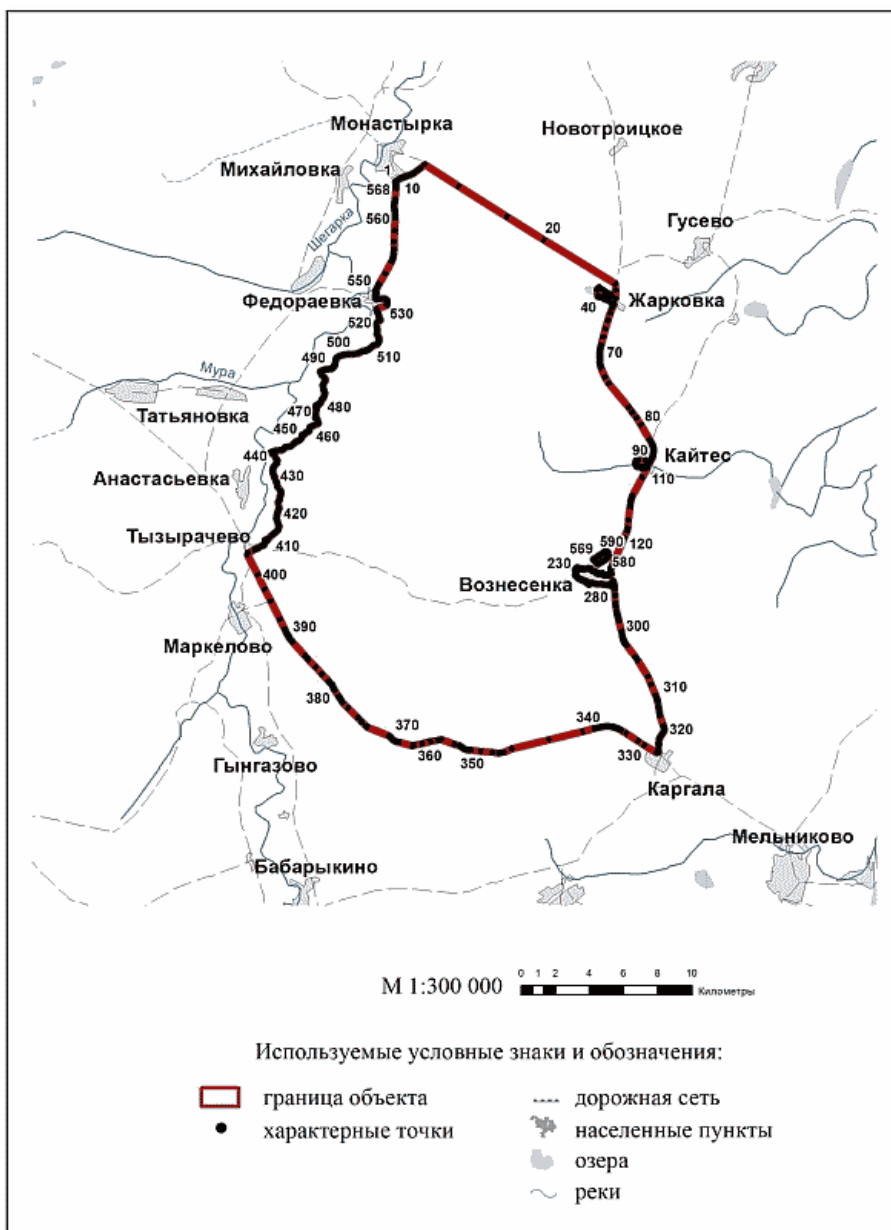 Монастырка
Новотроицкое
Михайловка
1
568
10
560
Гусево
20
Шегарка
550
Федораевка
530
40
Жарковка
520
500
510
490
70
Мура
Татьяновка
470
480
80
450
460
440
90
Кайтес
Анастасьевка
430
110
420
Тызырачево
410
590
120
569
580
400
230
Вознесенка
280
Маркелово
390
300
380
310
370
340
320
360
350
330
Гынгазово
Каргала
Мельниково
Бабарыкино
0 1 2 4 6 8 10
М 1:300 000
Километры
Используемые условные знаки и обозначения:
граница объекта
дорожная сеть
характерные точки
населенные пункты
озера
реки